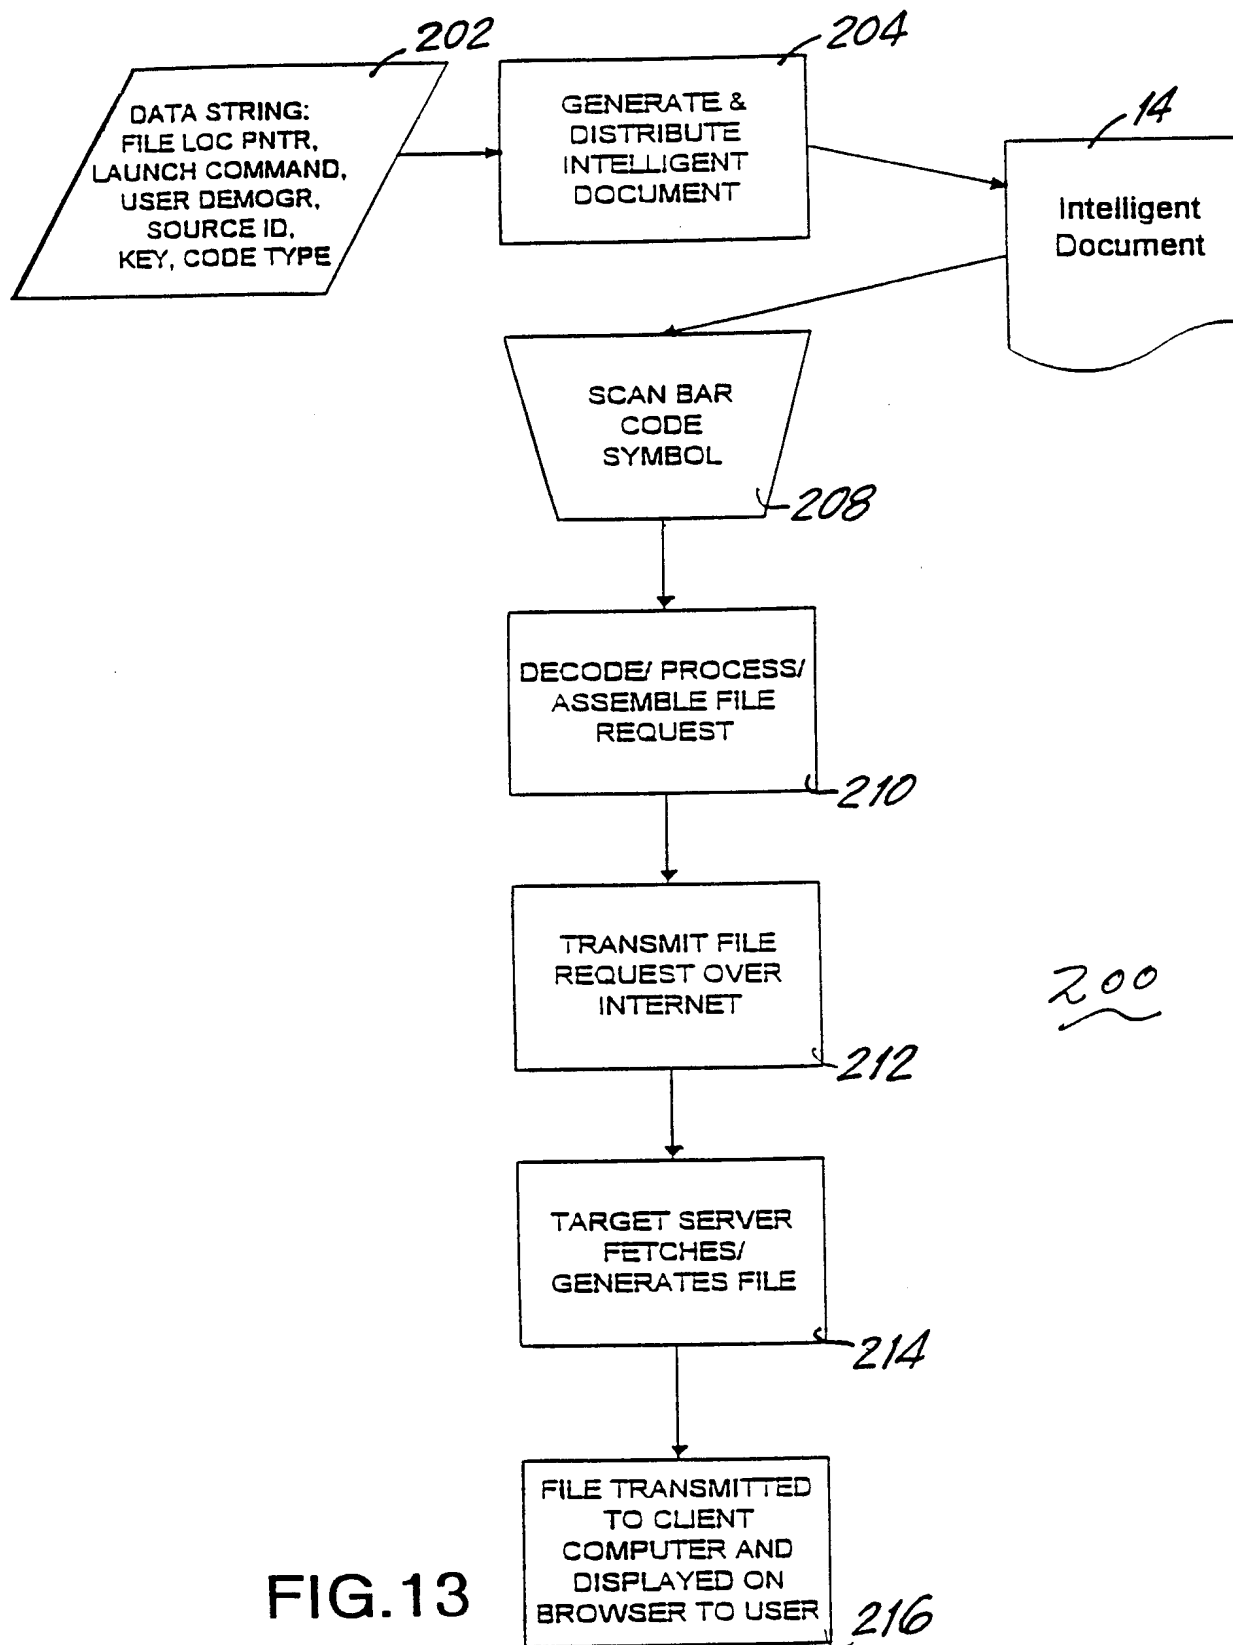 202
204
14
DATA STRING:
FILE LOC PNTR,
LAUNCH COMMAND,
USER DEMOGR,
SOURCE ID,
KEY, CODE TYPE
GENERATE &
DISTRIBUTE
INTELLIGENT
DOCUMENT
Intelligent
Document
SCAN BAR
CODE
SYMBOL
208
DECODE/ PROCESS/
ASSEMBLE FILE
REQUEST
210
TRANSMIT FILE
REQUEST OVER
INTERNET
212
200
TARGET SERVER
FETCHES/
GENERATES FILE
214
FILE TRANSMITTED
TO CLIENT
COMPUTER AND
DISPLAYED ON
BROWSER TO USER
216
FIG.13